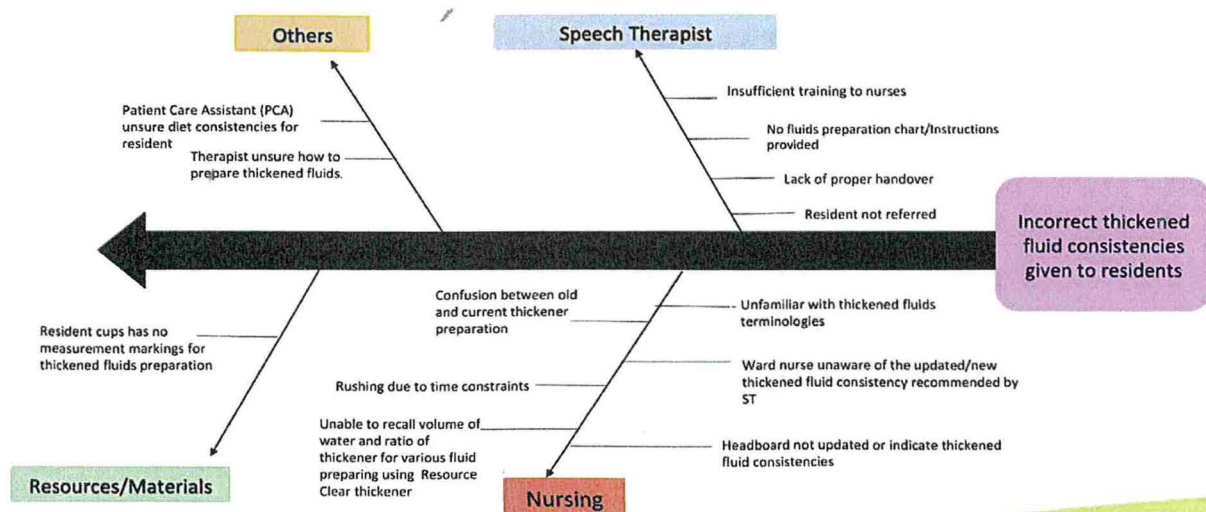 Others
Speech Therapist
Patient Care Assistant (PCA)
unsure diet consistencies for
resident
Therapist unsure how to
prepare thickened fluids.
Insufficient training to nurses
No fluids preparation chart/Instructions
provided
Lack of proper handover
Resident not referred
Incorrect thickened
fluid consistencies
given to residents
Resident cups has no
measurement markings for
thickened fluids preparation
Confusion between old
and current thickener
preparation
Rushing due to time constraints
Unable to recall volume of
water and ratio of
thickener for various fluid
preparing using Resource
Clear thickener
Unfamiliar with thickened fluids
terminologies
Ward nurse unaware of the updated/new
thickened fluid consistency recommended by
ST
Headboard not updated or indicate thickened
fluid consistencies
Resources/Materials
Nursing